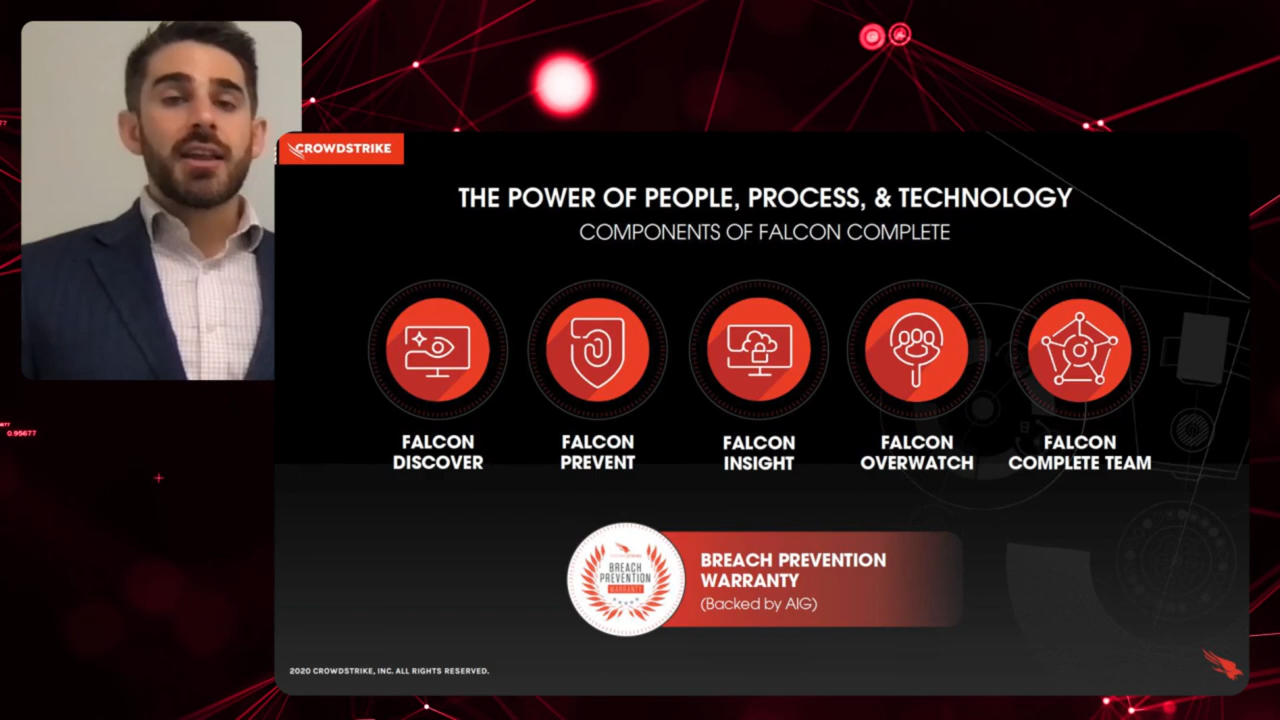 CROWDSTRIKE
THE POWER OF PEOPLE, PROCESS, & TECHNOLOGY
COMPONENTS OF FALCON COMPLETE
FALCON
DISCOVER
FALCON
PREVENT
FALCON
INSIGHT
FALCON
OVERWATCH
FALCON
COMPLETE TEAM
0.95677
BREACH
PREVENTION
WARRANTY
BREACH PREVENTION
WARRANTY
(Backed by AIG)
2020 CROWDSTRIKE, INC. ALL RIGHTS RESERVED.